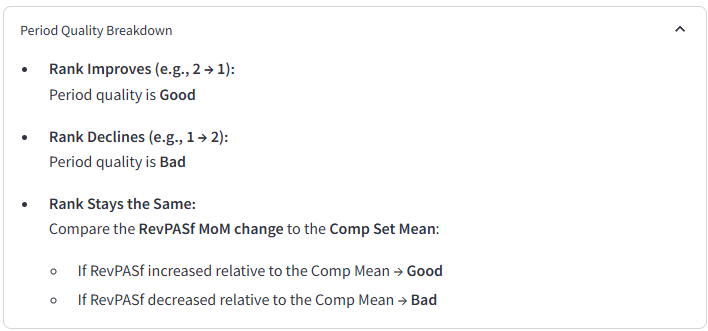 Period Quality Breakdown
• Rank Improves (e.g., 2 → 1):
Period quality is Good
• Rank Declines (e.g., 1 → 2):
Period quality is Bad
• Rank Stays the Same:
Compare the RevPASf MoM change to the Comp Set Mean:
◦ If RevPASf increased relative to the Comp Mean → Good
◦ If RevPASf decreased relative to the Comp Mean → Bad